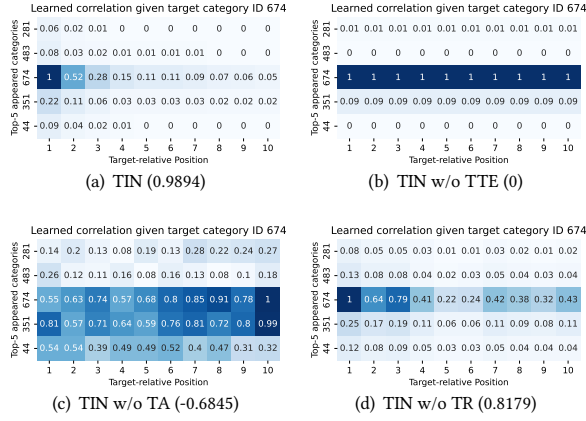 Learned correlation given target category ID 674
Top-5 appeared categories
281 0.06 0.02 0.01 0 0 0 0 0 0 0
483 0.08 0.03 0.02 0.01 0 0 0 0 0 0
674 1 0.52 0.28 0.15 0.11 0.11 0.09 0.07 0.06 0.05
351 0.22 0.11 0.06 0.03 0.03 0.03 0.03 0.02 0.02 0.02
44 0.09 0.04 0.02 0.01 0 0 0 0 0 0
1 2 3 4 5 6 7 8 9 10
Target-relative Position
(a) TIN (0.9894)
Learned correlation given target category ID 674
Top-5 appeared categories
281 0.01 0.01 0.01 0.01 0.01 0.01 0.01 0.01 0.01 0.01
483 0 0 0 0 0 0 0 0 0 0
674 1 1 1 1 1 1 1 1 1 1
351 0.09 0.09 0.09 0.09 0.09 0.09 0.09 0.09 0.09 0.09
44 0 0 0 0 0 0 0 0 0 0
1 2 3 4 5 6 7 8 9 10
Target-relative Position
(b) TIN w/o TTE (0)
Learned correlation given target category ID 674
Top-5 appeared categories
281 0.14 0.2 0.13 0.08 0.19 0.13 0.28 0.22 0.24 0.27
483 0.26 0.12 0.11 0.16 0.08 0.16 0.13 0.08 0.1 0.18
674 0.55 0.63 0.74 0.57 0.68 0.8 0.85 0.91 0.78 1
351 0.81 0.57 0.71 0.64 0.59 0.76 0.81 0.72 0.8 0.99
44 0.54 0.54 0.39 0.49 0.49 0.52 0.4 0.47 0.31 0.32
1 2 3 4 5 6 7 8 9 10
Target-relative Position
(c) TIN w/o TA (-0.6845)
Learned correlation given target category ID 674
Top-5 appeared categories
281 0.08 0.05 0.05 0.03 0.01 0.01 0.03 0.02 0.01 0.02
483 0.13 0.08 0.08 0.04 0.03 0.02 0.05 0.04 0.03 0.04
674 1 0.64 0.79 0.41 0.22 0.24 0.42 0.38 0.32 0.43
351 0.25 0.17 0.19 0.11 0.06 0.06 0.11 0.09 0.08 0.11
44 0.12 0.08 0.09 0.05 0.03 0.03 0.05 0.04 0.04 0.05
1 2 3 4 5 6 7 8 9 10
Target-relative Position
(d) TIN w/o TR (0.8179)